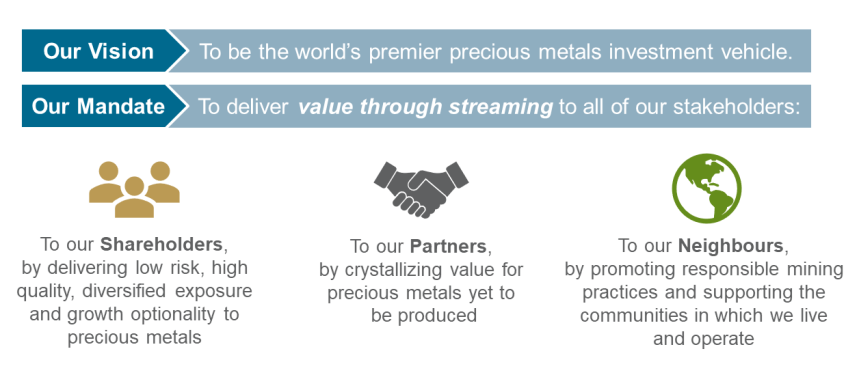 Our Vision To be the world's premier precious metals investment vehicle.
Our Mandate To deliver value through streaming to all of our stakeholders:
To our Shareholders,
by delivering low risk, high
quality, diversified exposure
and growth optionality to
precious metals
To our Partners,
by crystallizing value for
precious metals yet to
be produced
To our Neighbours,
by promoting responsible mining
practices and supporting the
communities in which we live
and operate